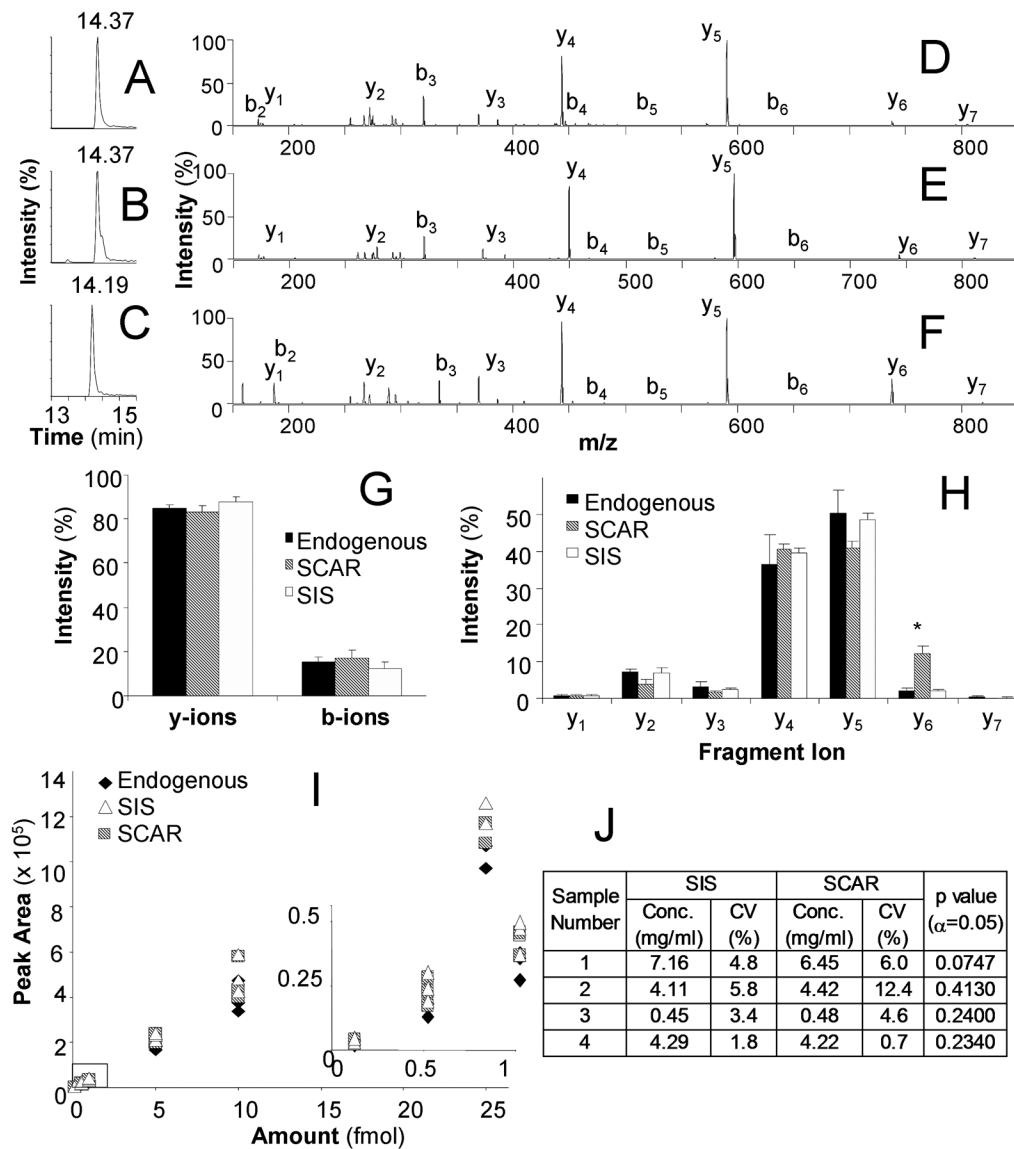 14.37
A
Intensity (%)
14.37
B
14.19
C
13 15
Time (min)
Intensity (%)
100
50
0
b2 y1 y2 b3 y3 y4 b4 b5 y5 b6 y6 y7
D
200 400 600 800
100
50
0
y1 y2 b3 y3 y4 b4 b5 y5 b6 y6 y7
E
200 300 400 500 600 700 800
100
50
0
y1 b2 y2 b3 y3 y4 b4 b5 y5 b6 y6 y7
F
200 400 600 800
m/z
G
Intensity (%)
100
80
60
40
20
0
Endogenous
SCAR
SIS
y-ions b-ions
H
Intensity (%)
50
40
30
20
10
0
Endogenous
SCAR
SIS
*
y1 y2 y3 y4 y5 y6 y7
Fragment Ion
I
Peak Area (x 10⁵)
14
12
10
8
6
4
2
0
Endogenous
SIS
SCAR
0.5
0.25
0
0 0.5 1
0 5 10 15 20 25
Amount (fmol)
J
Sample Number SIS SCAR p value (α=0.05)
Conc. (mg/ml) CV (%) Conc. (mg/ml) CV (%)
1 7.16 4.8 6.45 6.0 0.0747
2 4.11 5.8 4.42 12.4 0.4130
3 0.45 3.4 0.48 4.6 0.2400
4 4.29 1.8 4.22 0.7 0.2340